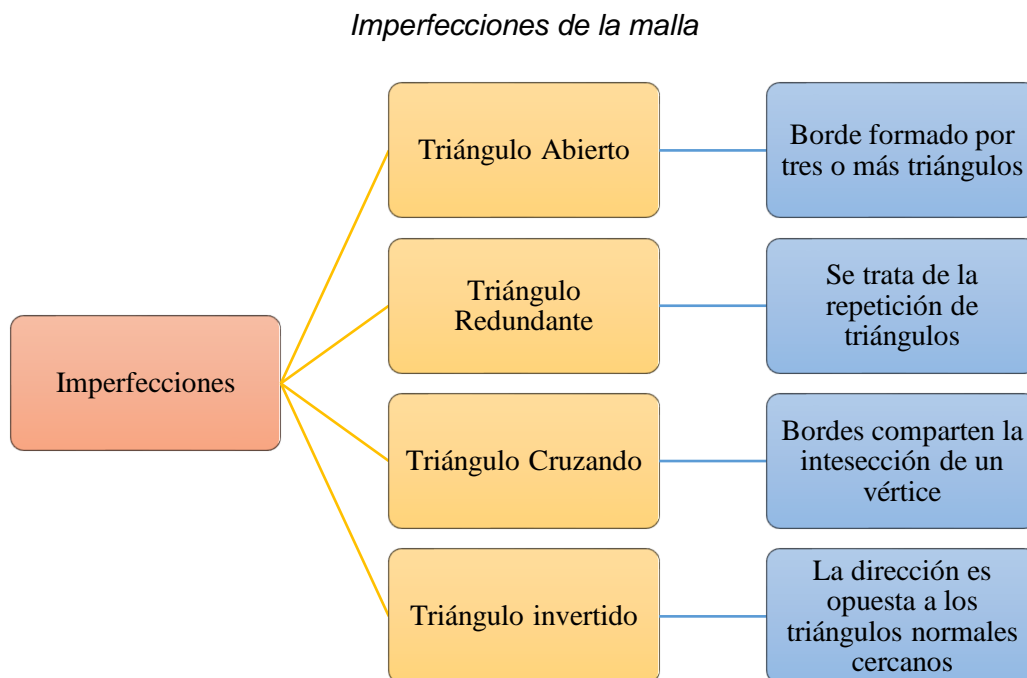 Imperfecciones de la malla
Imperfecciones
Triángulo Abierto
Borde formado por
tres o más triángulos
Triángulo
Redundante
Se trata de la
repetición de
triángulos
Triángulo Cruzando
Bordes comparten la
intesección de un
vértice
Triángulo invertido
La dirección es
opuesta a los
triángulos normales
cercanos